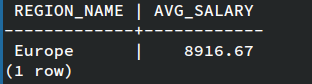 REGION_NAME | AVG_SALARY
-------------+------------
Europe      |    8916.67
(1 row)